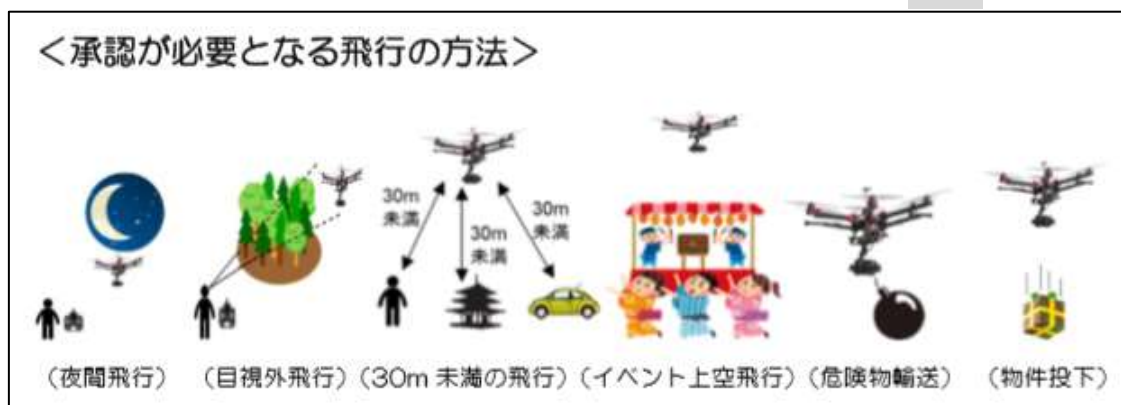 ＜承認が必要となる飛行の方法＞
30m
未満
30m
未満
30m
未満
（夜間飛行）（目視外飛行）（30m 未満の飛行）（イベント上空飛行）（危険物輸送）（物件投下）